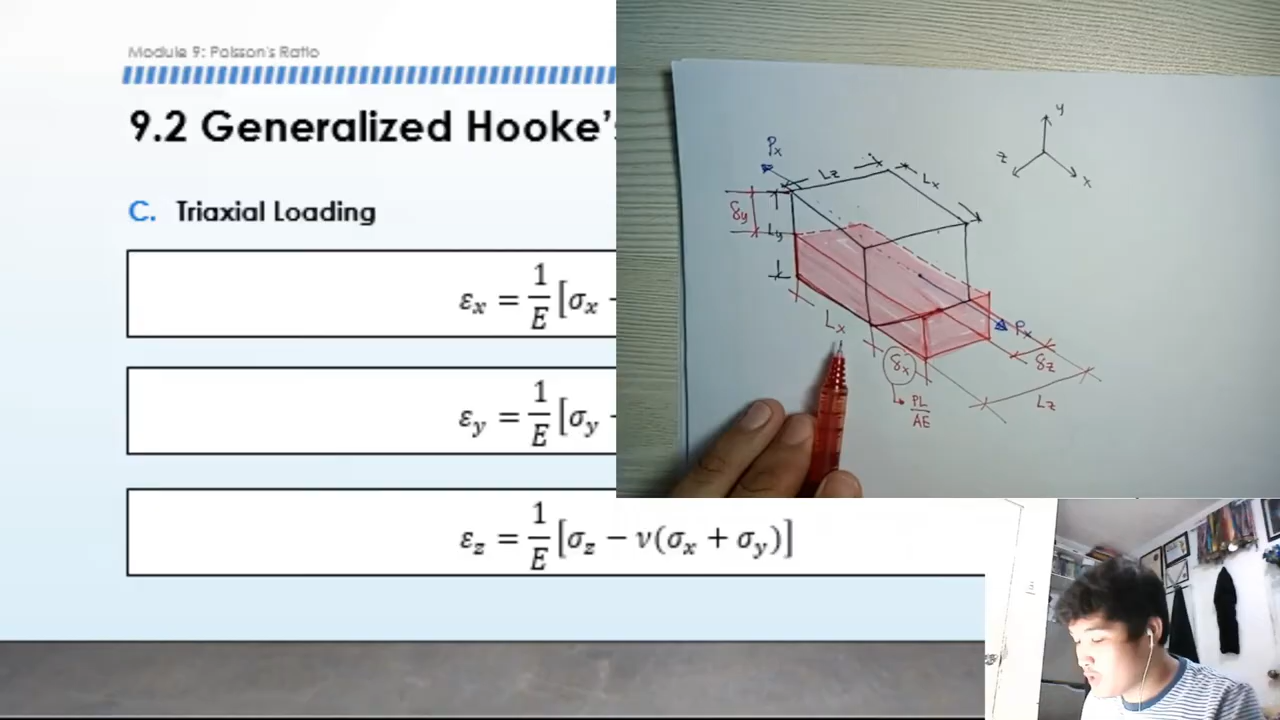 Module 9: Poisson's Ratio
9.2 Generalized Hooke's
C. Triaxial Loading
εx = 1/E [σx -
εy = 1/E [σy -
εz = 1/E [σz − ν(σx + σy)]
y
z
x
Px
Lz
Lx
δy
Ly
Lx
Px
δx
δz
PL/AE
Lz